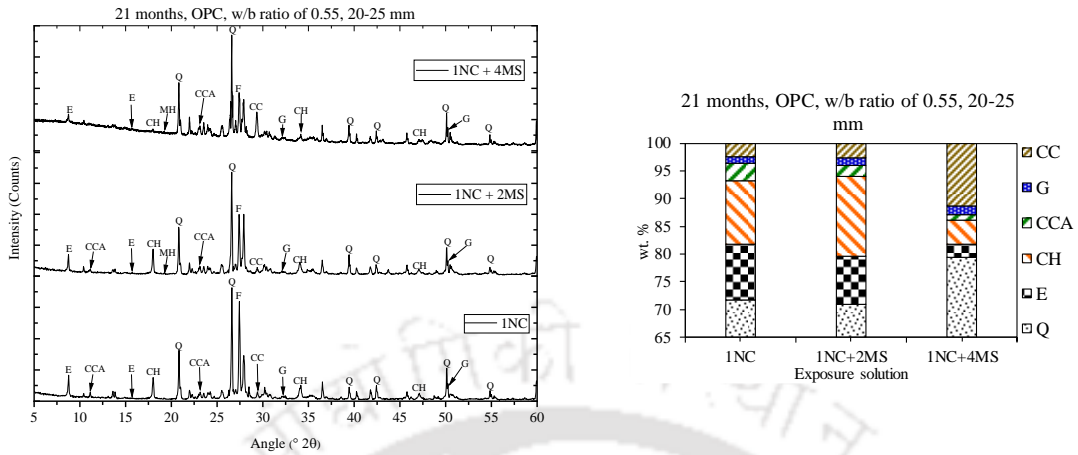 21 months, OPC, w/b ratio of 0.55, 20-25 mm
Q
1NC + 4MS
Q
E
E
MH
CH
CCA
F
CC
G
CH
Q
Q
CH
Q
G
Q
1NC + 2MS
Q
Q
E
CCA
E
CH
MH
CCA
F
CC
G
CH
Q
Q
CH
Q
G
Q
1NC
Q
Q
E
CCA
E
CH
CCA
F
CC
G
CH
Q
Q
CH
Q
G
Q
Intensity (Counts)
5 10 15 20 25 30 35 40 45 50 55 60
Angle (° 2θ)
21 months, OPC, w/b ratio of 0.55, 20-25
mm
100
95
90
85
80
75
70
65
wt. %
1NC 1NC+2MS 1NC+4MS
Exposure solution
CC
G
CCA
CH
E
Q